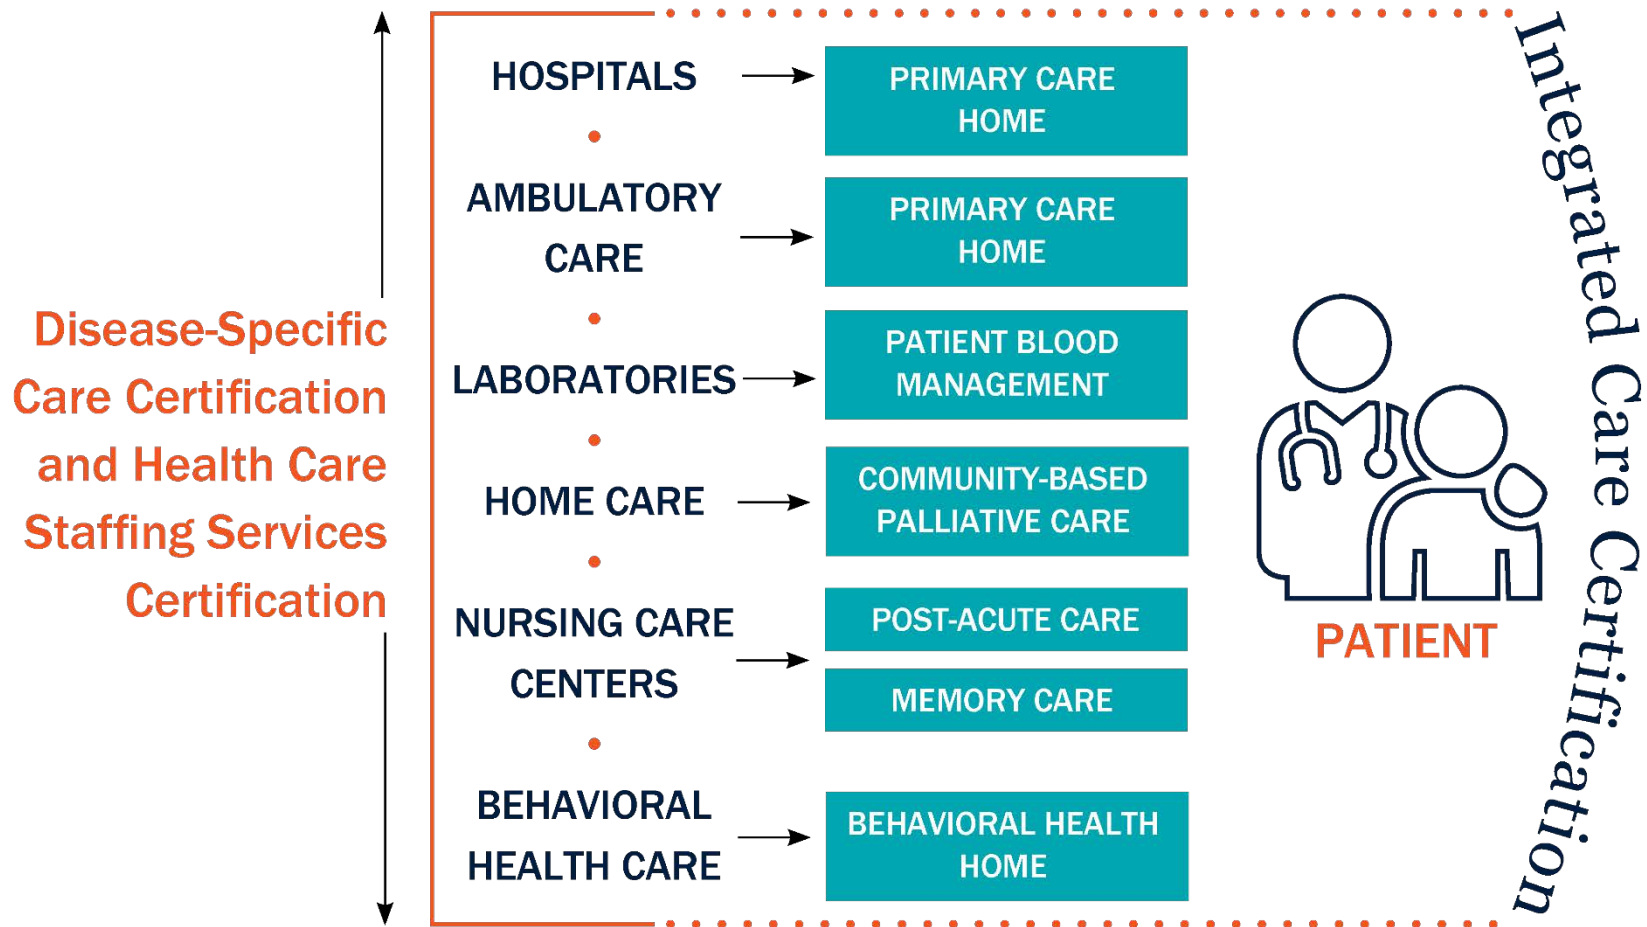 Disease-Specific
Care Certification
and Health Care
Staffing Services
Certification
HOSPITALS
PRIMARY CARE
HOME
AMBULATORY
CARE
PRIMARY CARE
HOME
LABORATORIES
PATIENT BLOOD
MANAGEMENT
HOME CARE
COMMUNITY-BASED
PALLIATIVE CARE
NURSING CARE
CENTERS
POST-ACUTE CARE
MEMORY CARE
BEHAVIORAL
HEALTH CARE
BEHAVIORAL HEALTH
HOME
PATIENT
Integrated Care Certification